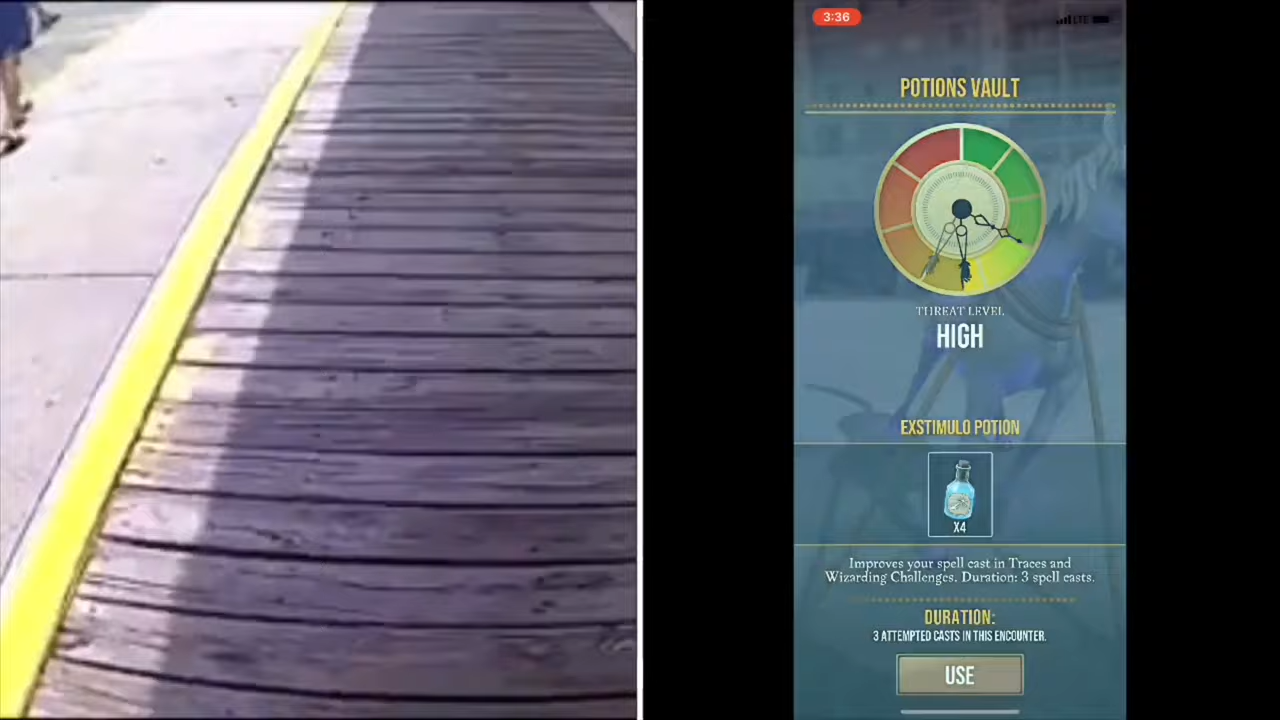 3:36
LTE
POTIONS VAULT
THREAT LEVEL
HIGH
EXSTIMULO POTION
X4
Improves your spell cast in Traces and
Wizarding Challenges. Duration: 3 spell casts.
DURATION:
3 ATTEMPTED CASTS IN THIS ENCOUNTER.
USE